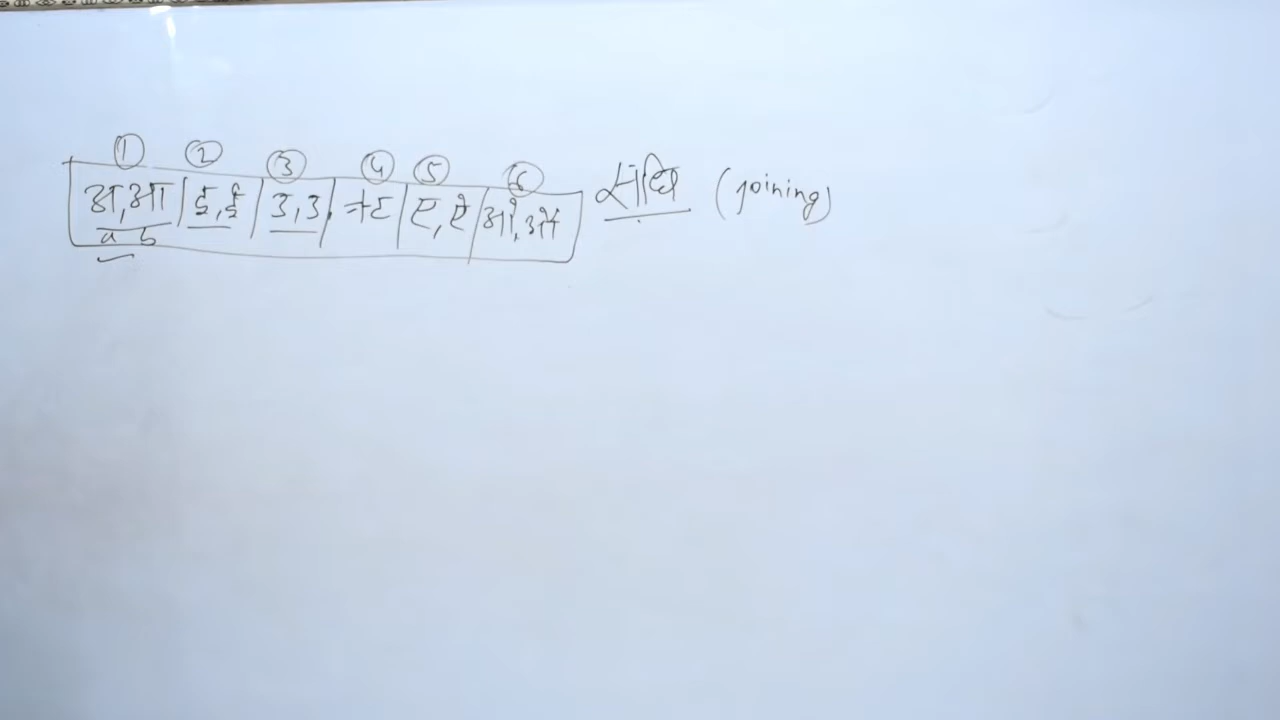 ① ② ③ ④ ⑤ ⑥
अ,आ | इ,ई | उ,ऊ | ऋ | ए,ऐ | ओ,औ संधि (joining)
a b